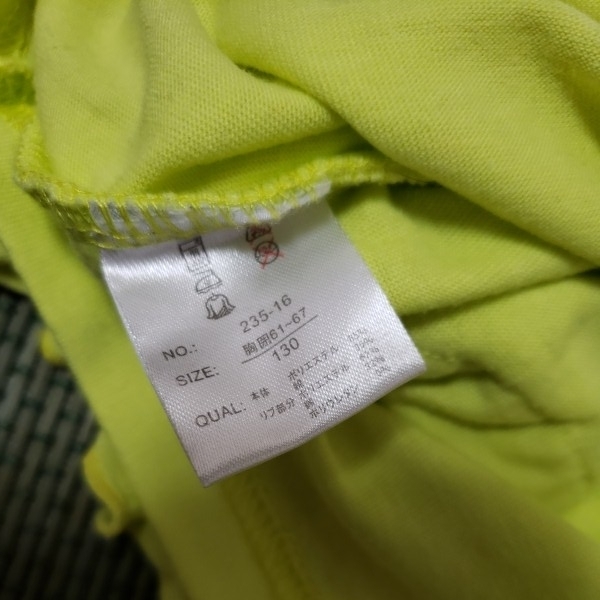 NO.: 235-16
SIZE: 胸囲61~67
130
QUAL: 本体 ポリエステル
綿
リブ部分 ポリエステル
綿
ポリウレタン